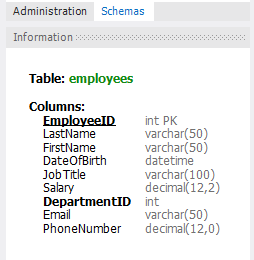 Administration Schemas
Information
Table: employees
Columns:
EmployeeID int PK
LastName varchar(50)
FirstName varchar(50)
DateOfBirth datetime
JobTitle varchar(100)
Salary decimal(12,2)
DepartmentID int
Email varchar(50)
PhoneNumber decimal(12,0)